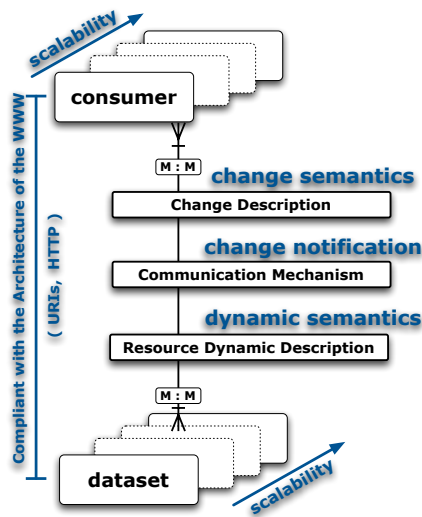 scalability
consumer
M : M
change semantics
Change Description
change notification
Communication Mechanism
dynamic semantics
Resource Dynamic Description
M : M
dataset
scalability
Compliant with the Architecture of the WWW
( URIs, HTTP )